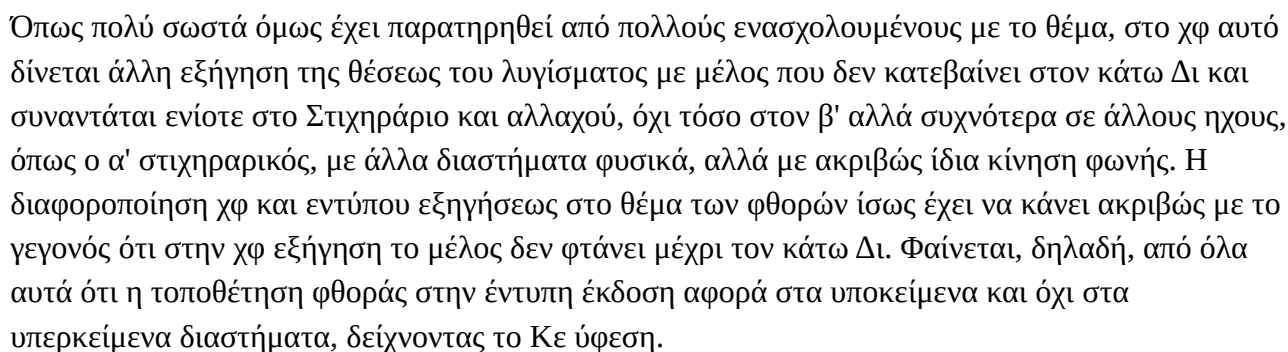 Όπως πολύ σωστά όμως έχει παρατηρηθεί από πολλούς ενασχολουμένους με το θέμα, στο χφ αυτό
δίνεται άλλη εξήγηση της θέσεως του λυγίσματος με μέλος που δεν κατεβαίνει στον κάτω Δι και
συναντάται ενίοτε στο Στιχηράριο και αλλαχού, όχι τόσο στον β' αλλά συχνότερα σε άλλους ηχους,
όπως ο α' στιχηραρικός, με άλλα διαστήματα φυσικά, αλλά με ακριβώς ίδια κίνηση φωνής. Η
διαφοροποίηση χφ και εντύπου εξηγήσεως στο θέμα των φθορών ίσως έχει να κάνει ακριβώς με το
γεγονός ότι στην χφ εξήγηση το μέλος δεν φτάνει μέχρι τον κάτω Δι. Φαίνεται, δηλαδή, από όλα
αυτά ότι η τοποθέτηση φθοράς στην έντυπη έκδοση αφορά στα υποκείμενα και όχι στα
υπερκείμενα διαστήματα, δείχνοντας το Κε ύφεση.